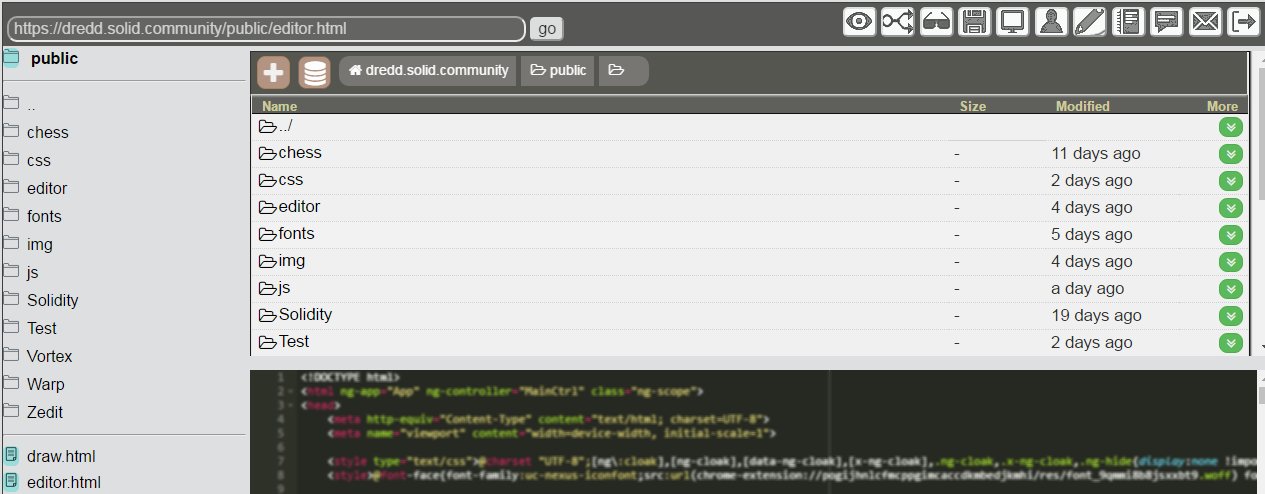 https://dredd.solid.community/public/editor.html go
public
..
chess
css
editor
fonts
img
js
Solidity
Test
Vortex
Warp
Zedit
draw.html
editor.html
dredd.solid.community public
Name Size Modified More
../
chess - 11 days ago
css - 2 days ago
editor - 4 days ago
fonts - 5 days ago
img - 4 days ago
js - a day ago
Solidity - 19 days ago
Test - 2 days ago
1 <!DOCTYPE html>
2 <html ng-app="App" ng-controller="MainCtrl" class="ng-scope">
3 <head>
4 <meta http-equiv="Content-Type" content="text/html; charset=UTF-8">
5 <meta name="viewport" content="width=device-width, initial-scale=1">
6
7 <style type="text/css">@charset "UTF-8";[ng\:cloak],[ng-cloak],[data-ng-cloak],[x-ng-cloak],.ng-cloak,.x-ng-cloak,.ng-hide{display:none !impo
8 <style>@font-face{font-family:uc-nexus-iconfont;src:url(chrome-extension://
9